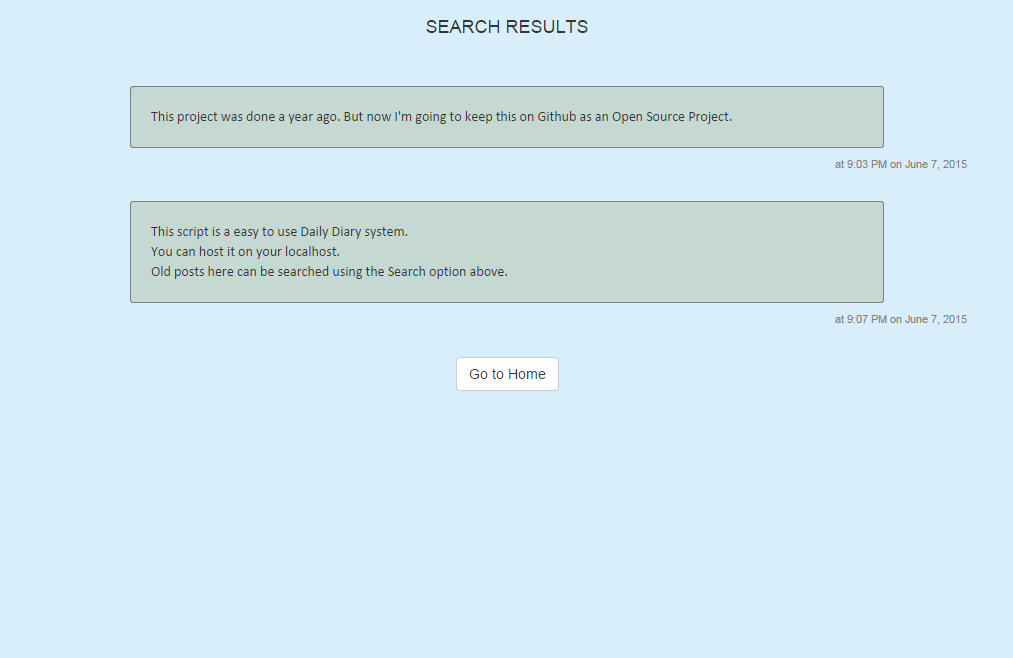 SEARCH RESULTS
This project was done a year ago. But now I'm going to keep this on Github as an Open Source Project.
at 9:03 PM on June 7, 2015
This script is a easy to use Daily Diary system.
You can host it on your localhost.
Old posts here can be searched using the Search option above.
at 9:07 PM on June 7, 2015
Go to Home